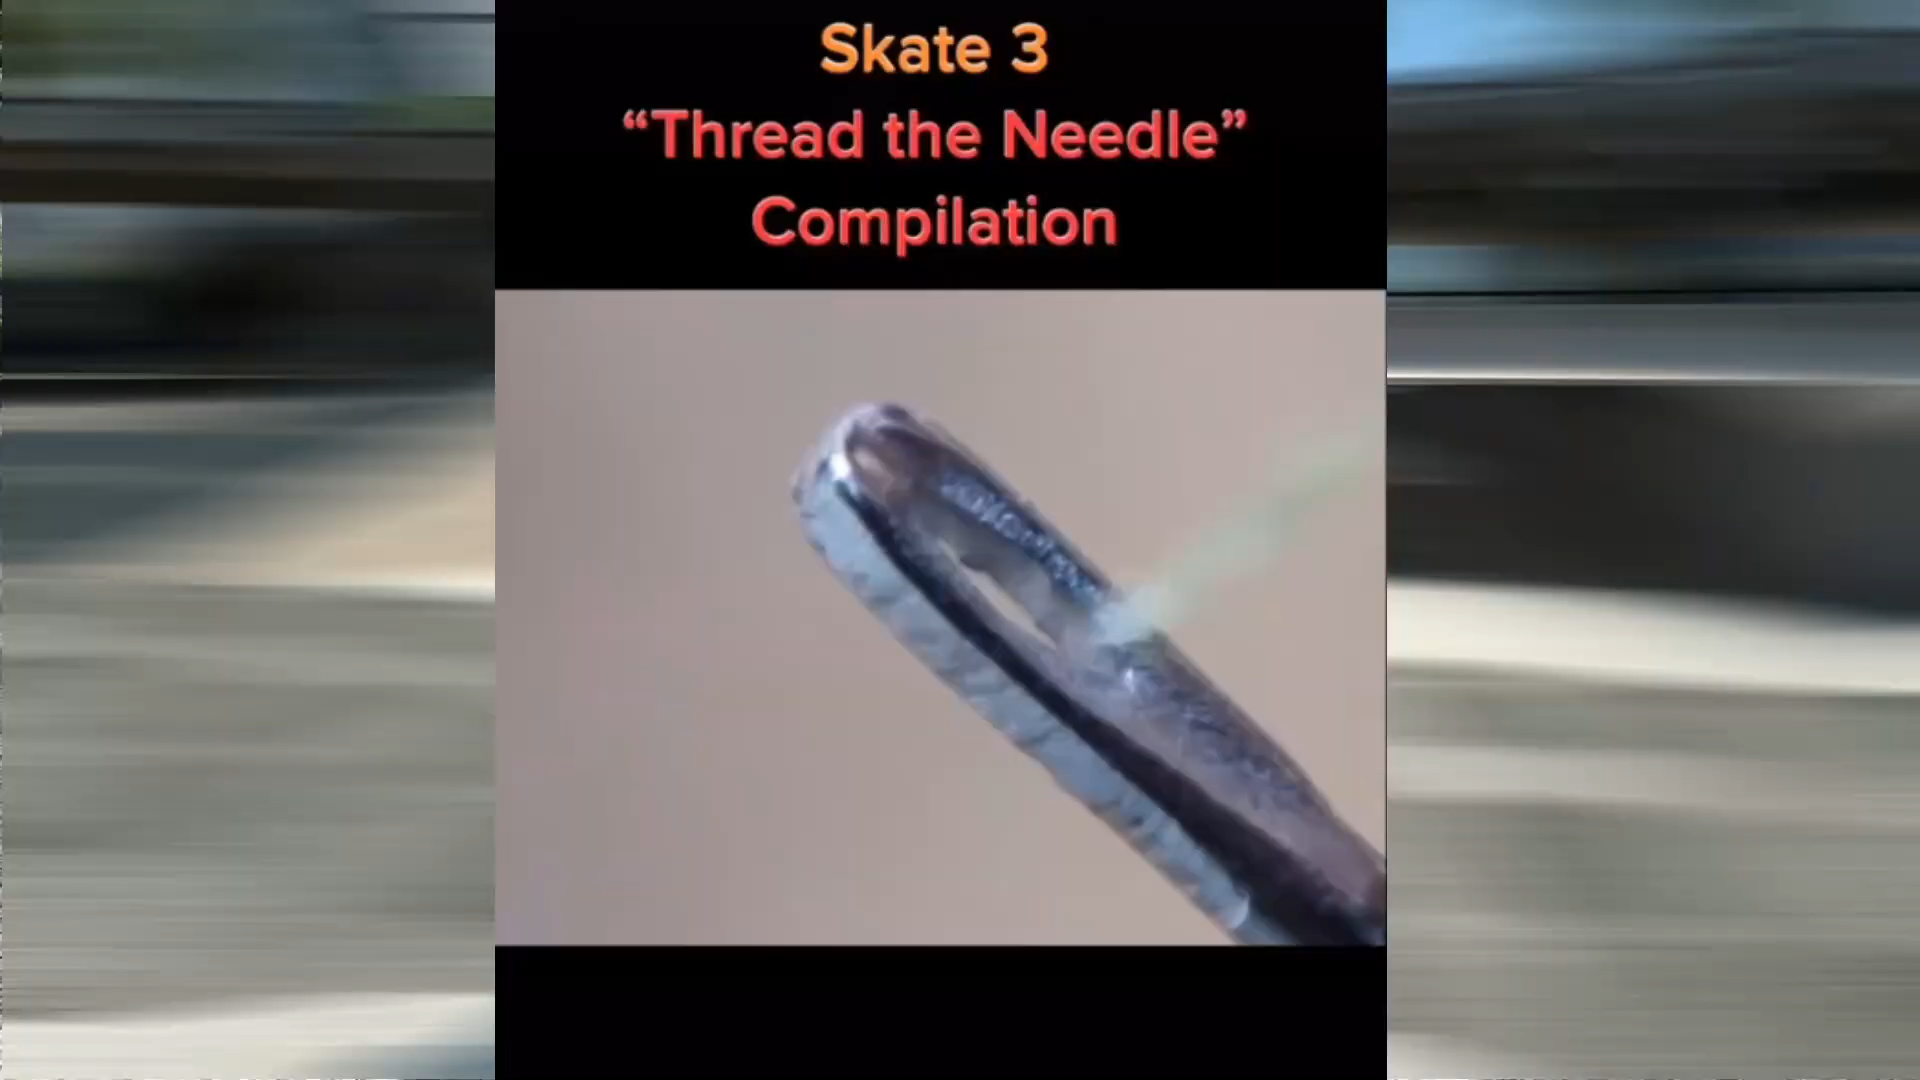 Skate 3
“Thread the Needle”
Compilation